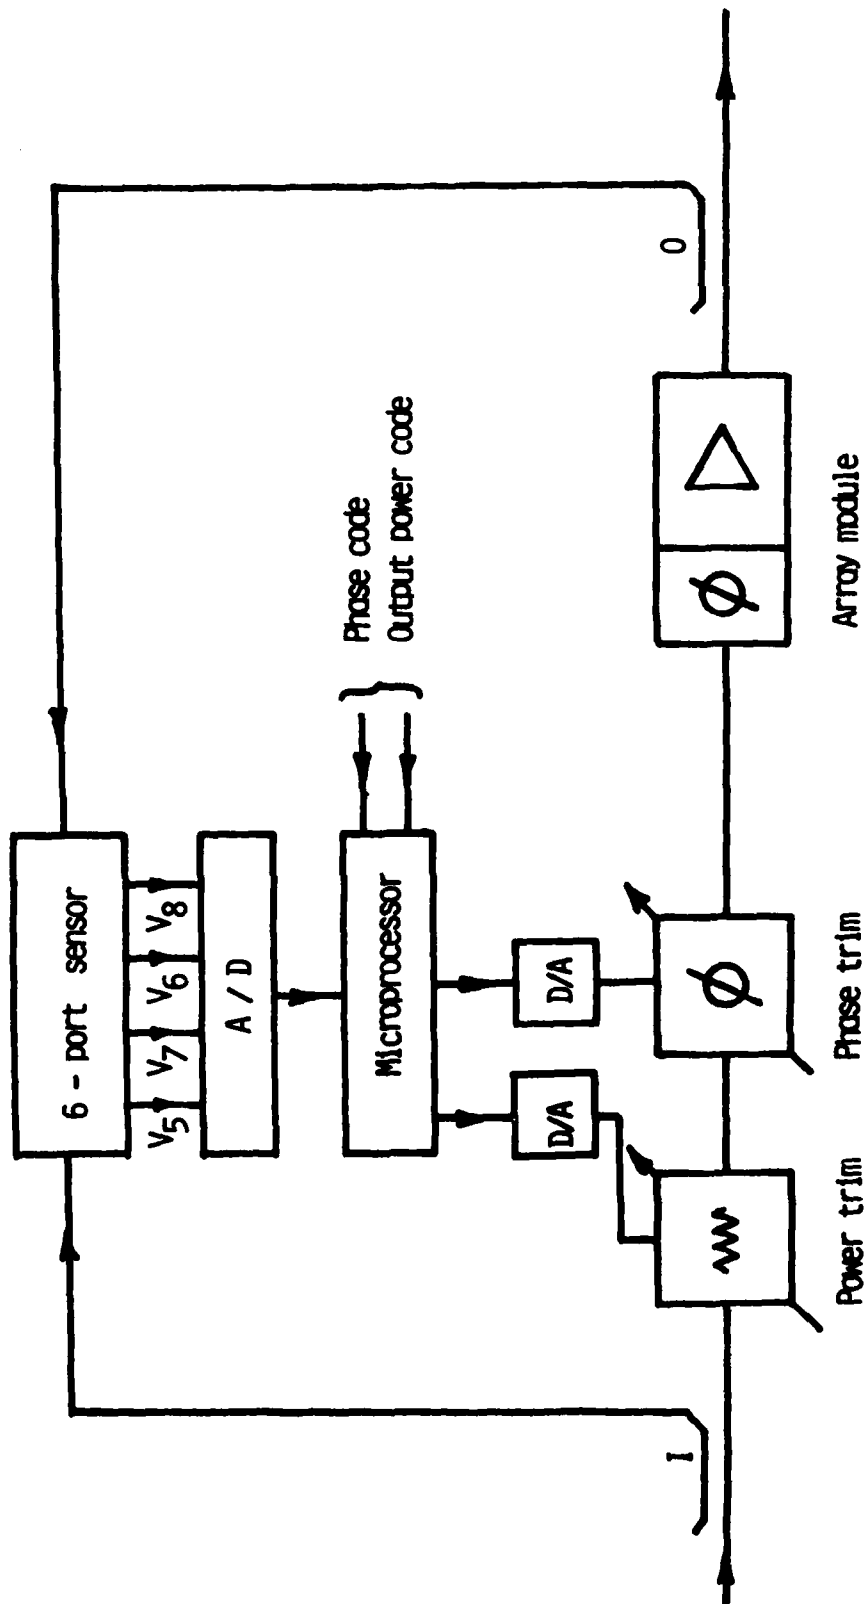 6 - port sensor
V5
V7
V6
V8
A / D
Microprocessor
Phase code
Output power code
D/A
D/A
I
O
Power trim
Phase trim
Array module